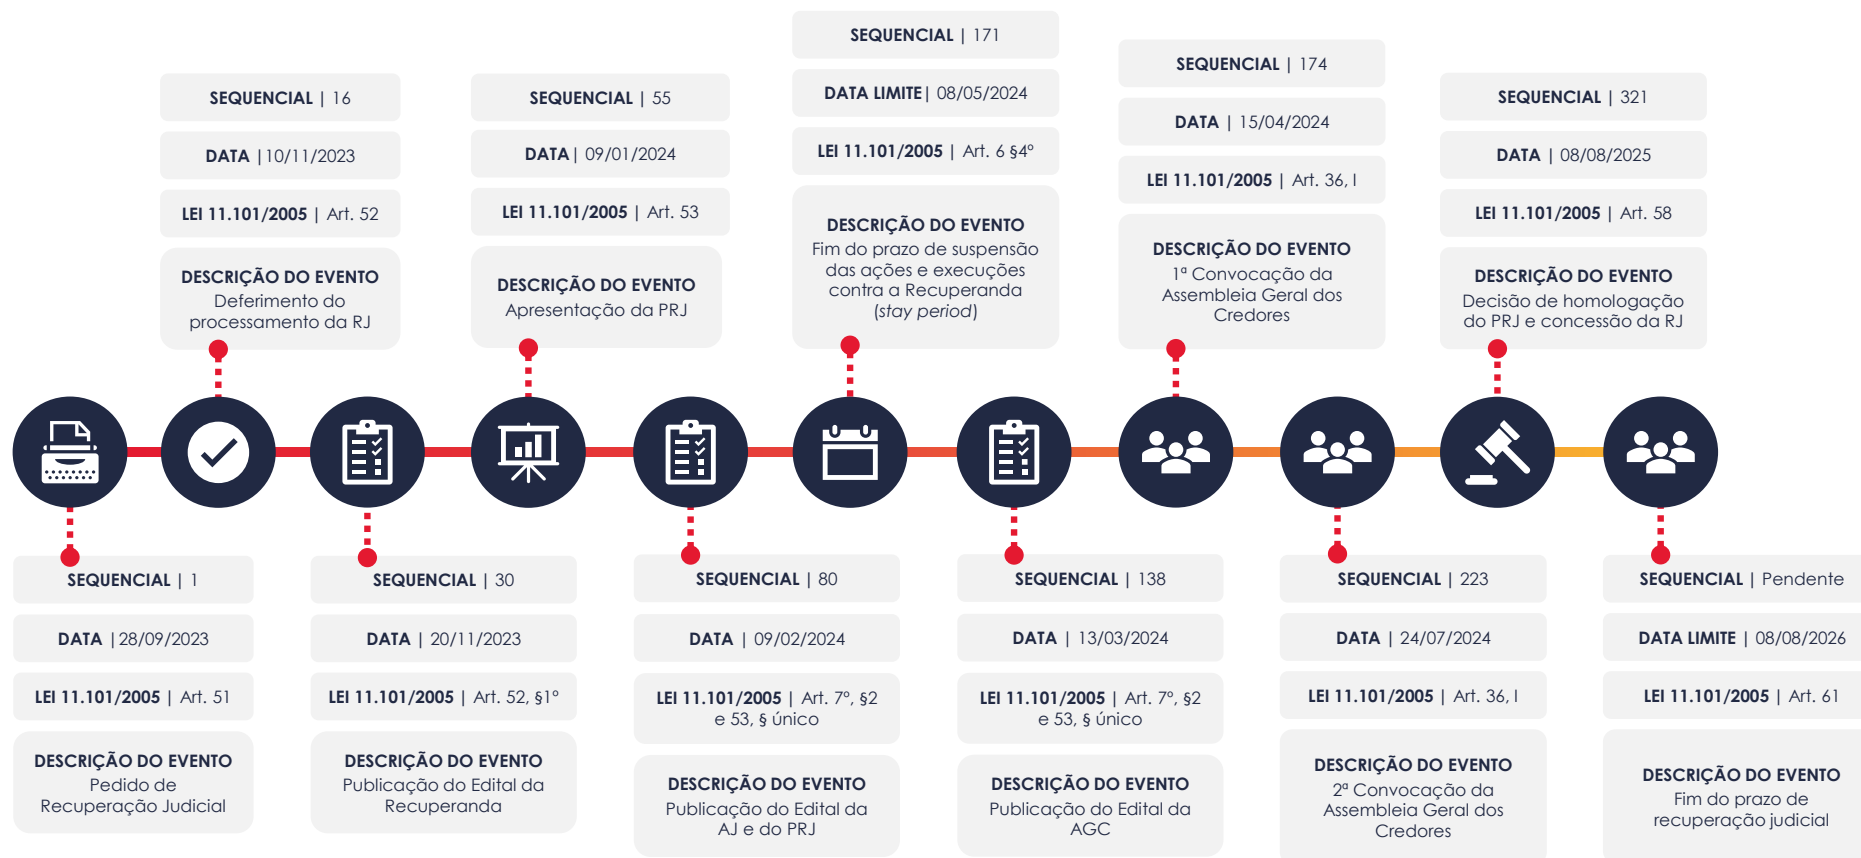 SEQUENCIAL | 16
DATA |10/11/2023
LEI 11.101/2005 | Art. 52
DESCRIÇÃO DO EVENTO
Deferimento do
processamento da RJ
SEQUENCIAL | 55
DATA| 09/01/2024
LEI 11.101/2005 | Art. 53
DESCRIÇÃO DO EVENTO
Apresentação da PRJ
SEQUENCIAL | 171
DATA LIMITE| 08/05/2024
LEI 11.101/2005 | Art. 6 §4º
DESCRIÇÃO DO EVENTO
Fim do prazo de suspensão
das ações e execuções
contra a Recuperanda
(stay period)
SEQUENCIAL | 174
DATA | 15/04/2024
LEI 11.101/2005 | Art. 36, I
DESCRIÇÃO DO EVENTO
1ª Convocação da
Assembleia Geral dos
Credores
SEQUENCIAL | 321
DATA | 08/08/2025
LEI 11.101/2005 | Art. 58
DESCRIÇÃO DO EVENTO
Decisão de homologação
do PRJ e concessão da RJ
SEQUENCIAL | 1
DATA |28/09/2023
LEI 11.101/2005 | Art. 51
DESCRIÇÃO DO EVENTO
Pedido de
Recuperação Judicial
SEQUENCIAL | 30
DATA | 20/11/2023
LEI 11.101/2005 | Art. 52, §1º
DESCRIÇÃO DO EVENTO
Publicação do Edital da
Recuperanda
SEQUENCIAL | 80
DATA | 09/02/2024
LEI 11.101/2005 | Art. 7º, §2
e 53, § único
DESCRIÇÃO DO EVENTO
Publicação do Edital da
AJ e do PRJ
SEQUENCIAL | 138
DATA | 13/03/2024
LEI 11.101/2005 | Art. 7º, §2
e 53, § único
DESCRIÇÃO DO EVENTO
Publicação do Edital da
AGC
SEQUENCIAL | 223
DATA | 24/07/2024
LEI 11.101/2005 | Art. 36, I
DESCRIÇÃO DO EVENTO
2ª Convocação da
Assembleia Geral dos
Credores
SEQUENCIAL | Pendente
DATA LIMITE | 08/08/2026
LEI 11.101/2005 | Art. 61
DESCRIÇÃO DO EVENTO
Fim do prazo de
recuperação judicial